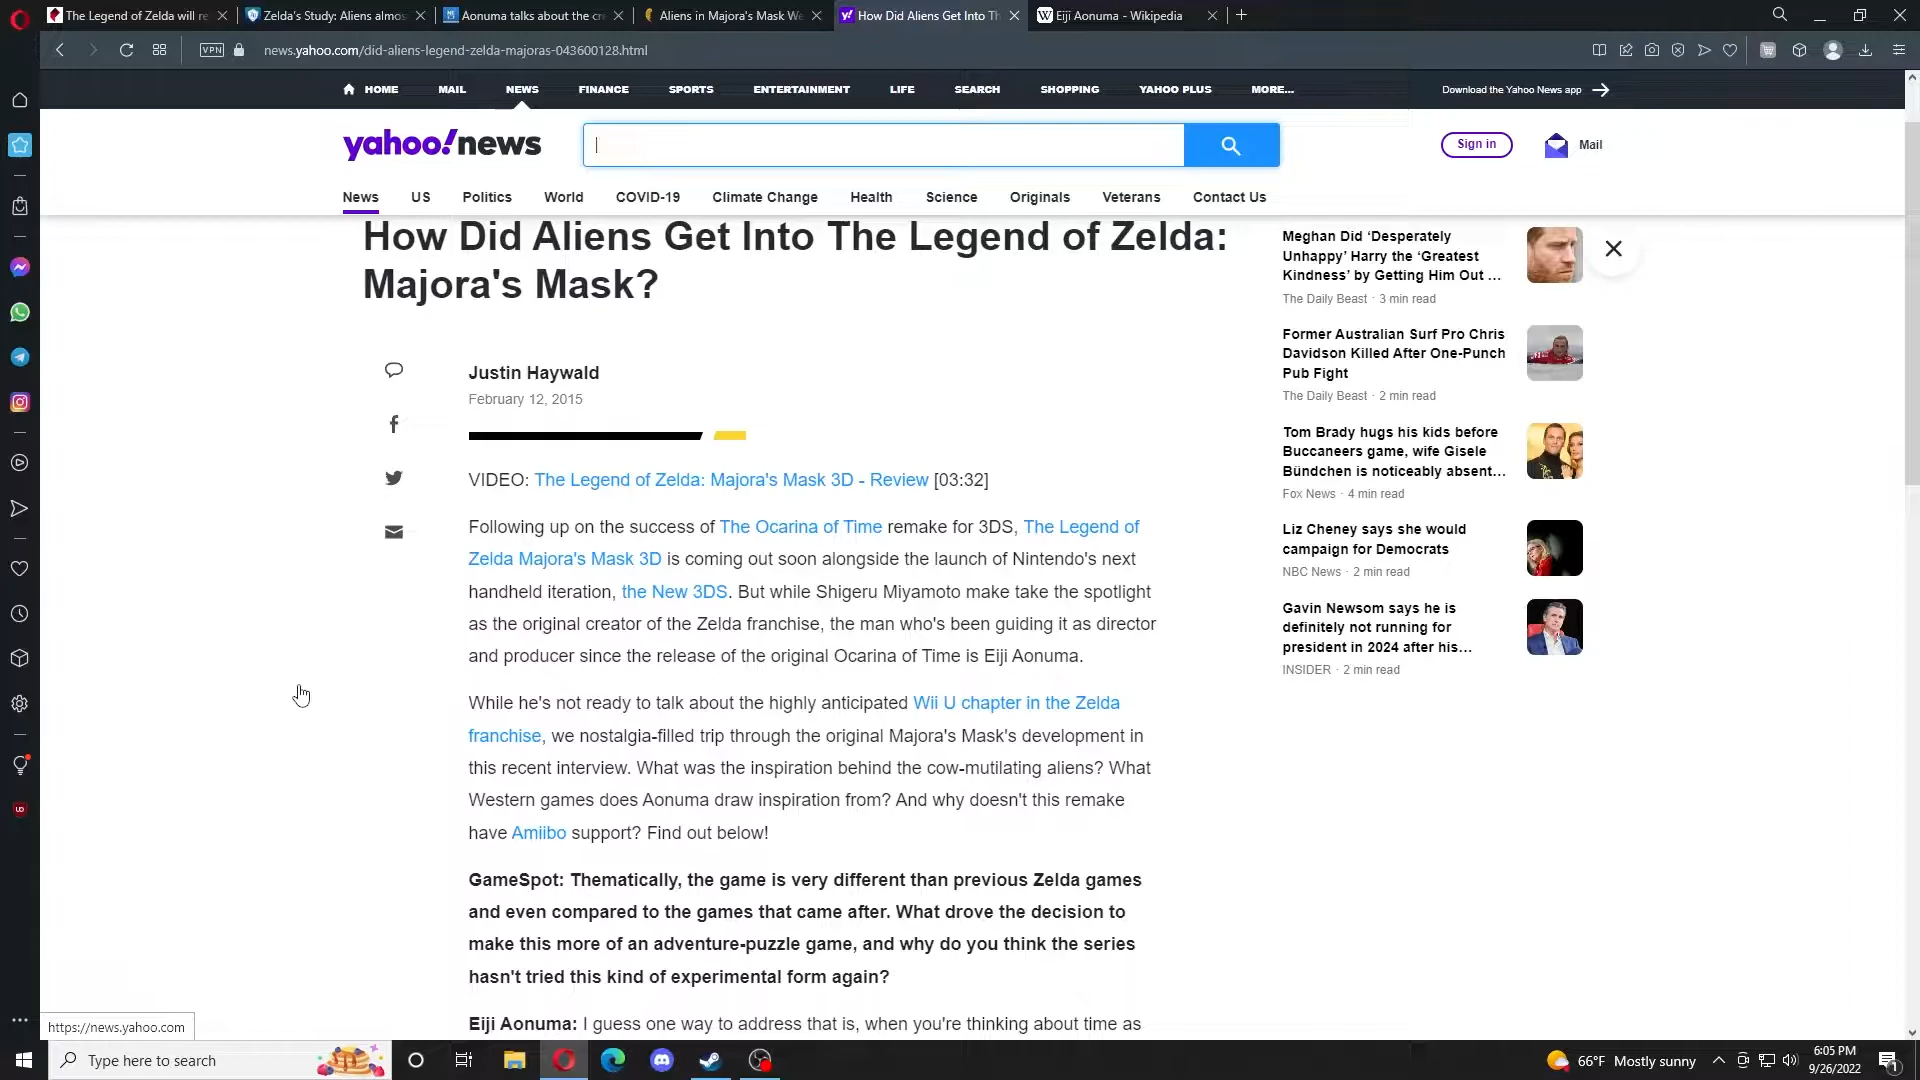 The Legend of Zelda will re
Zelda's Study: Aliens almos
Aonuma talks about the cr
Aliens in Majora's Mask We
How Did Aliens Get Into Th
Eiji Aonuma - Wikipedia
VPN
news.yahoo.com/did-aliens-legend-zelda-majoras-043600128.html
HOME
MAIL
NEWS
FINANCE
SPORTS
ENTERTAINMENT
LIFE
SEARCH
SHOPPING
YAHOO PLUS
MORE...
Download the Yahoo News app
yahoo!news
Sign in
Mail
News
US
Politics
World
COVID-19
Climate Change
Health
Science
Originals
Veterans
Contact Us
How Did Aliens Get Into The Legend of Zelda:
Majora's Mask?
Justin Haywald
February 12, 2015
VIDEO: The Legend of Zelda: Majora's Mask 3D - Review [03:32]
Following up on the success of The Ocarina of Time remake for 3DS, The Legend of
Zelda Majora's Mask 3D is coming out soon alongside the launch of Nintendo's next
handheld iteration, the New 3DS. But while Shigeru Miyamoto make take the spotlight
as the original creator of the Zelda franchise, the man who's been guiding it as director
and producer since the release of the original Ocarina of Time is Eiji Aonuma.
While he's not ready to talk about the highly anticipated Wii U chapter in the Zelda
franchise, we nostalgia-filled trip through the original Majora's Mask's development in
this recent interview. What was the inspiration behind the cow-mutilating aliens? What
Western games does Aonuma draw inspiration from? And why doesn't this remake
have Amiibo support? Find out below!
GameSpot: Thematically, the game is very different than previous Zelda games
and even compared to the games that came after. What drove the decision to
make this more of an adventure-puzzle game, and why do you think the series
hasn't tried this kind of experimental form again?
Eiji Aonuma: I guess one way to address that is, when you're thinking about time as
Meghan Did ‘Desperately
Unhappy’ Harry the ‘Greatest
Kindness’ by Getting Him Out ...
The Daily Beast · 3 min read
Former Australian Surf Pro Chris
Davidson Killed After One-Punch
Pub Fight
The Daily Beast · 2 min read
Tom Brady hugs his kids before
Buccaneers game, wife Gisele
Bündchen is noticeably absent...
Fox News · 4 min read
Liz Cheney says she would
campaign for Democrats
NBC News · 2 min read
Gavin Newsom says he is
definitely not running for
president in 2024 after his...
INSIDER · 2 min read
https://news.yahoo.com
Type here to search
66°F Mostly sunny
6:05 PM
9/26/2022
1